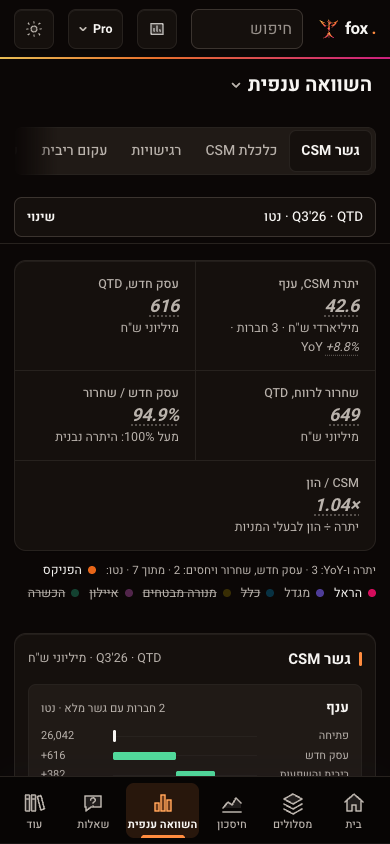 fox.
חיפוש
Pro
השוואה ענפית
גשר CSM
כלכלת CSM
רגישויות
עקום ריבית
Q3'26 · QTD · נטו
שינוי
יתרת CSM, ענף
42.6
מיליארדי ש"ח · 3 חברות ·
+8.8% YoY
עסק חדש, QTD
616
מיליוני ש"ח
שחרור לרווח, QTD
649
מיליוני ש"ח
עסק חדש / שחרור
94.9%
מעל 100%: היתרה נבנית
CSM / הון
1.04×
יתרה ÷ הון לבעלי המניות
יתרה ו-YoY: 3 · עסק חדש, שחרור ויחסים: 2 · מתוך 7 · נטו:
הפניקס
הראל
מגדל
כלל
מנורה מבטחים
איילון
הכשרה
גשר CSM
Q3'26 · QTD · מיליוני ש"ח
ענף
2 חברות עם גשר מלא · נטו
פתיחה
26,042
עסק חדש
+616
ריבית והשפעות
+382
בית
מסלולים
חיסכון
השוואה ענפית
שאלות
עוד